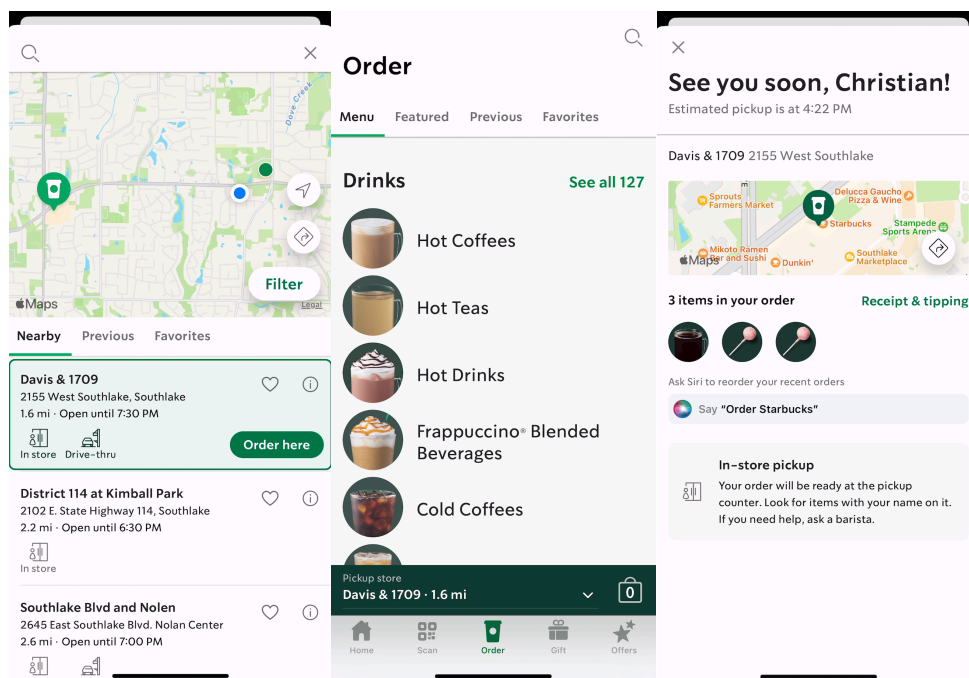 Dove Creek
Filter
Maps
Legal
Nearby
Previous
Favorites
Davis & 1709
2155 West Southlake, Southlake
1.6 mi · Open until 7:30 PM
In store
Drive-thru
Order here
District 114 at Kimball Park
2102 E. State Highway 114, Southlake
2.2 mi · Open until 6:30 PM
In store
Southlake Blvd and Nolen
2645 East Southlake Blvd. Nolan Center
2.6 mi · Open until 7:00 PM
Order
Menu
Featured
Previous
Favorites
Drinks
See all 127
Hot Coffees
Hot Teas
Hot Drinks
Frappuccino® Blended
Beverages
Cold Coffees
Pickup store
Davis & 1709 · 1.6 mi
0
Home
Scan
Order
Gift
Offers
See you soon, Christian!
Estimated pickup is at 4:22 PM
Davis & 1709 2155 West Southlake
Sprouts
Farmers Market
Delucca Gaucho
Pizza & Wine
Starbucks
Stampede
Sports Arena
Mikoto Ramen
Bar and Sushi
Maps
Dunkin'
Southlake
Marketplace
3 items in your order
Receipt & tipping
Ask Siri to reorder your recent orders
Say "Order Starbucks"
In-store pickup
Your order will be ready at the pickup
counter. Look for items with your name on it.
If you need help, ask a barista.